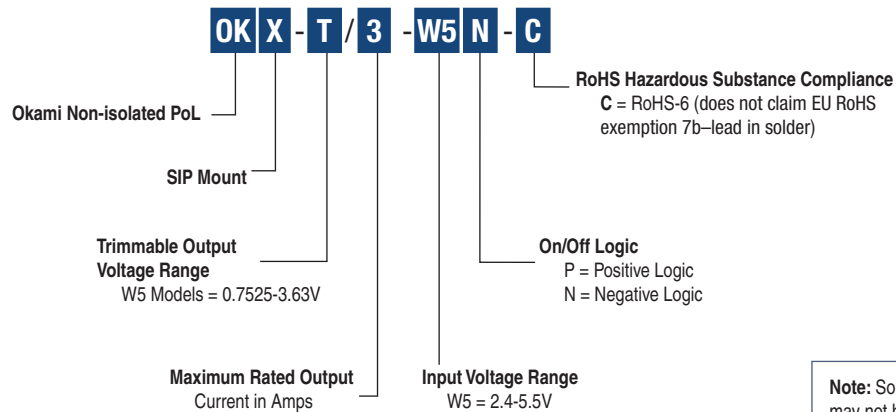 OK X - T / 3 - W5 N - C
RoHS Hazardous Substance Compliance
C = RoHS-6 (does not claim EU RoHS
exemption 7b–lead in solder)
Okami Non-isolated PoL
SIP Mount
Trimmable Output
Voltage Range
W5 Models = 0.7525-3.63V
On/Off Logic
P = Positive Logic
N = Negative Logic
Maximum Rated Output
Current in Amps
Input Voltage Range
W5 = 2.4-5.5V
Note: So
may not